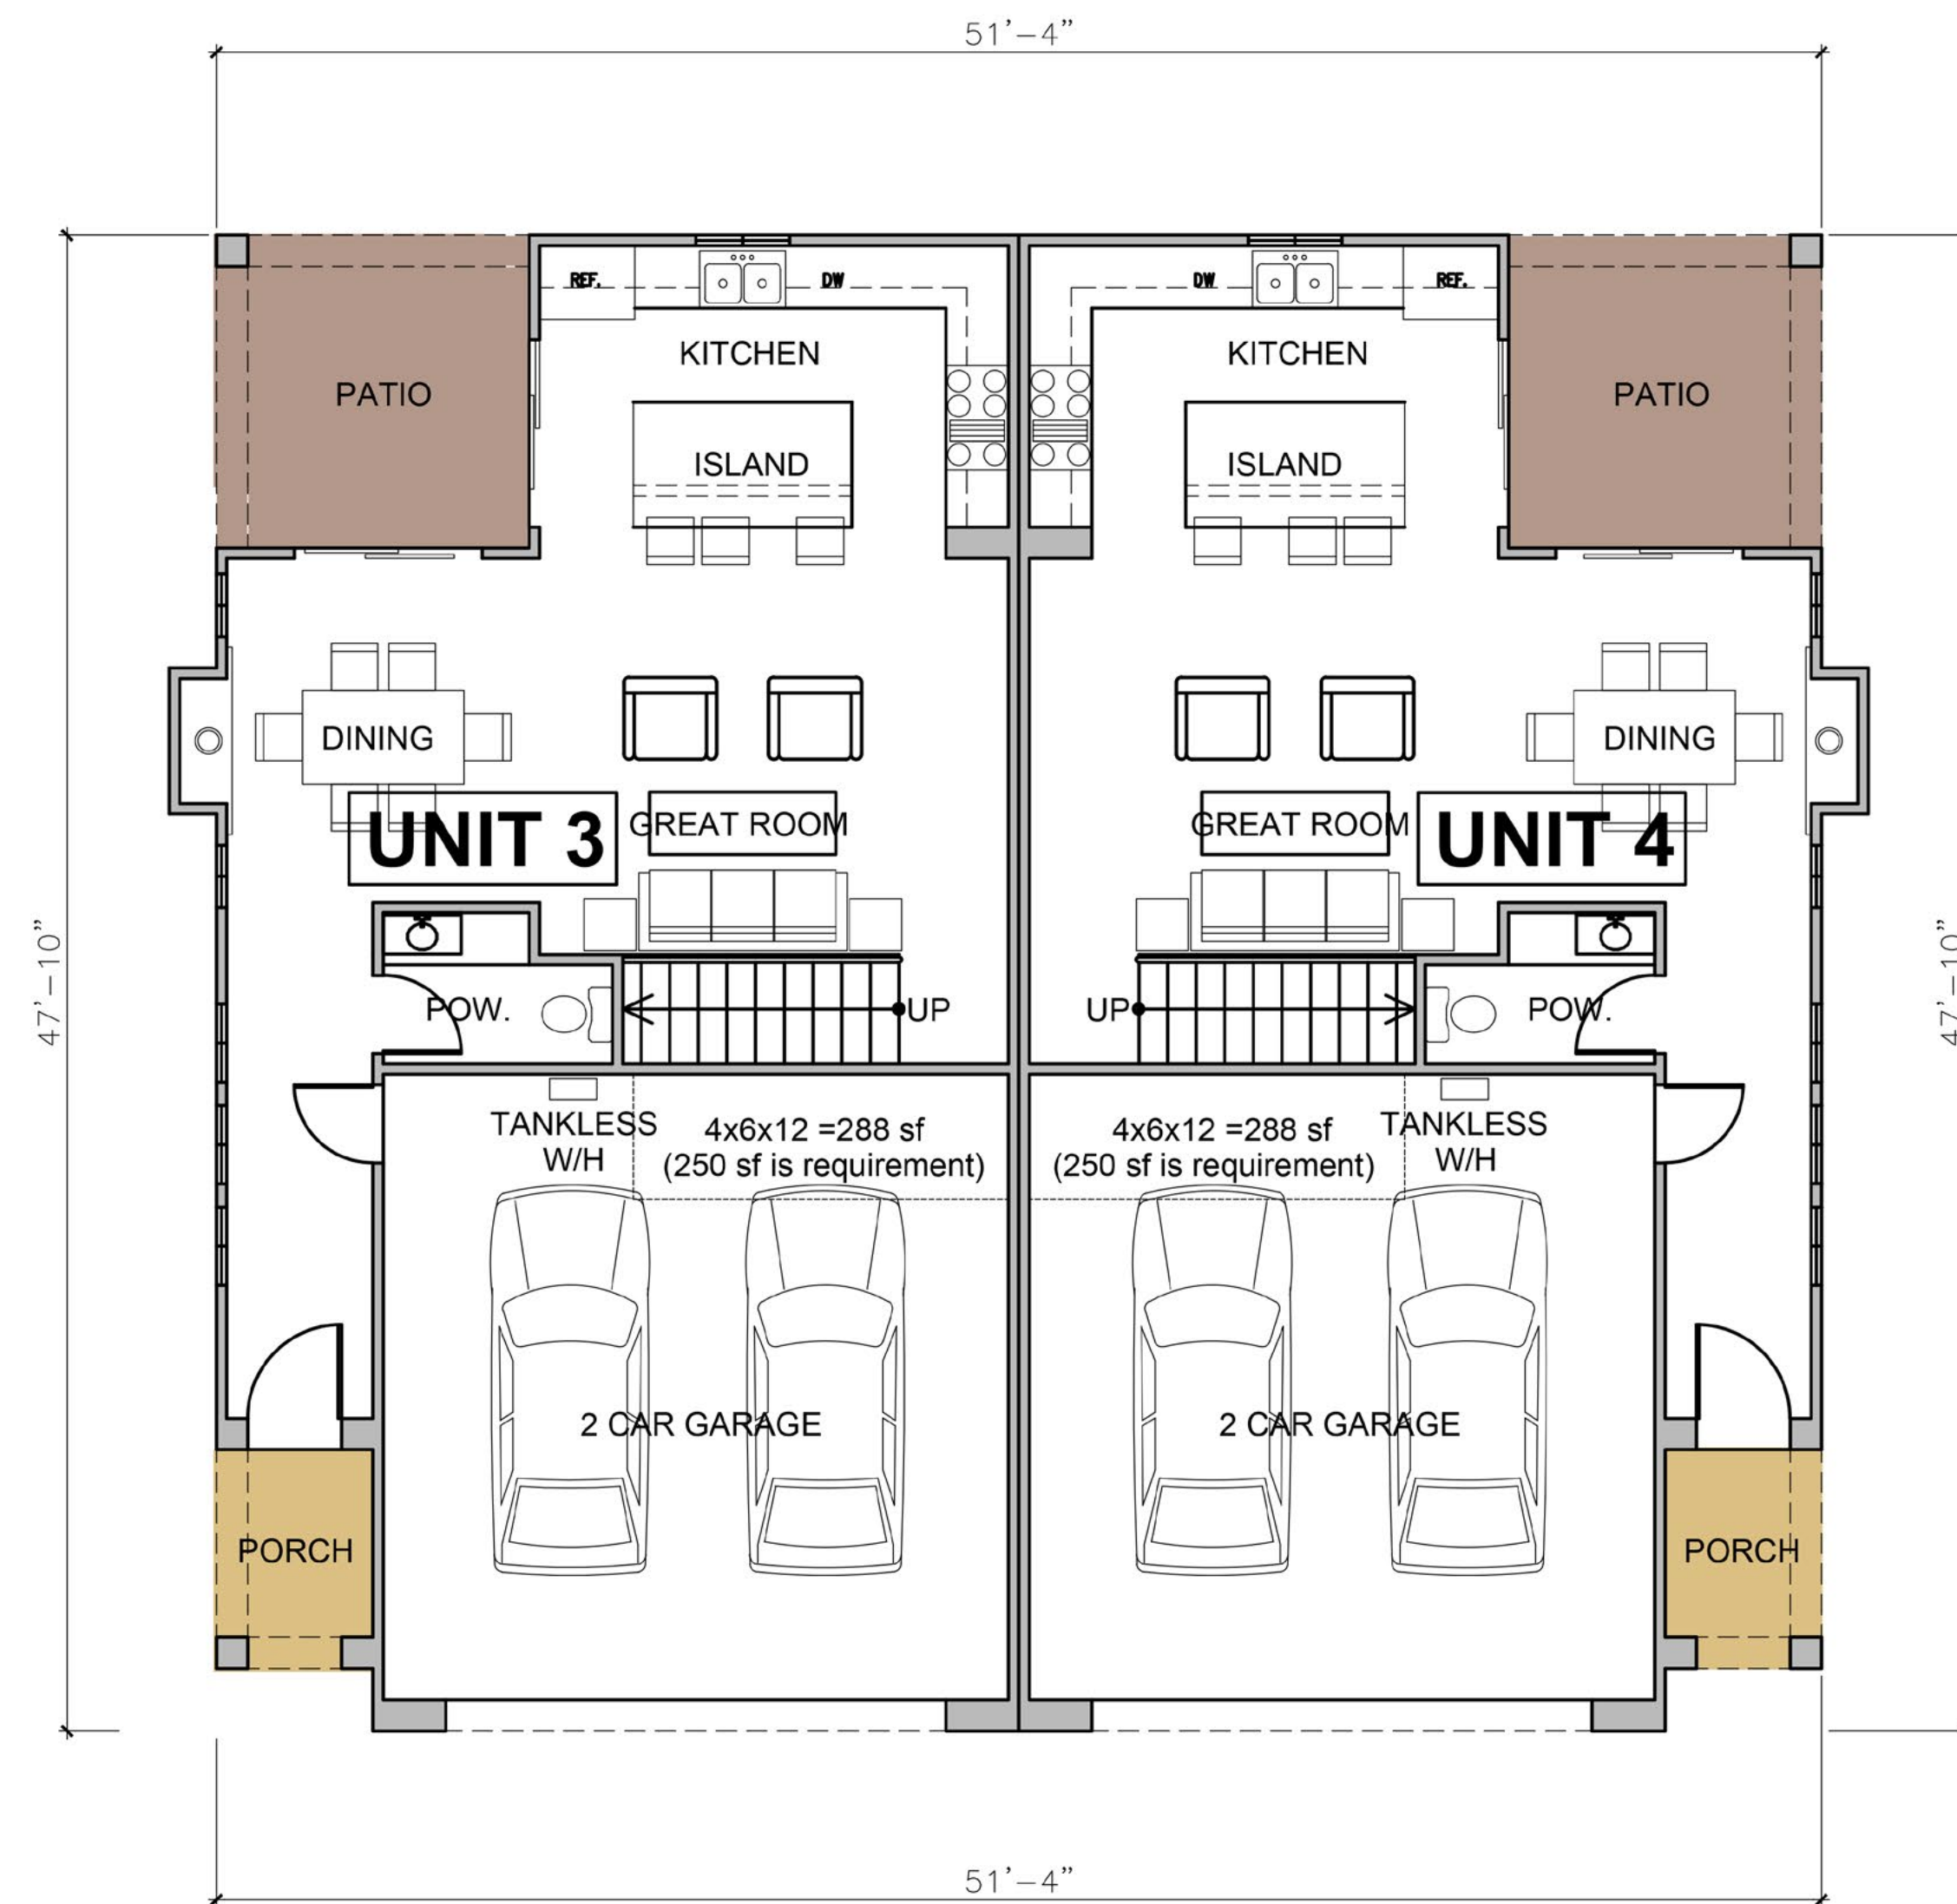 51'-4"
REF.
DW
DW
REF.
KITCHEN
KITCHEN
PATIO
PATIO
ISLAND
ISLAND
DINING
DINING
UNIT 3
GREAT ROOM
GREAT ROOM
UNIT 4
47'-10"
47'-10"
POW.
UP
UP
POW.
TANKLESS
W/H
4x6x12 =288 sf
(250 sf is requirement)
4x6x12 =288 sf
(250 sf is requirement)
TANKLESS
W/H
2 CAR GARAGE
2 CAR GARAGE
PORCH
PORCH
51'-4"